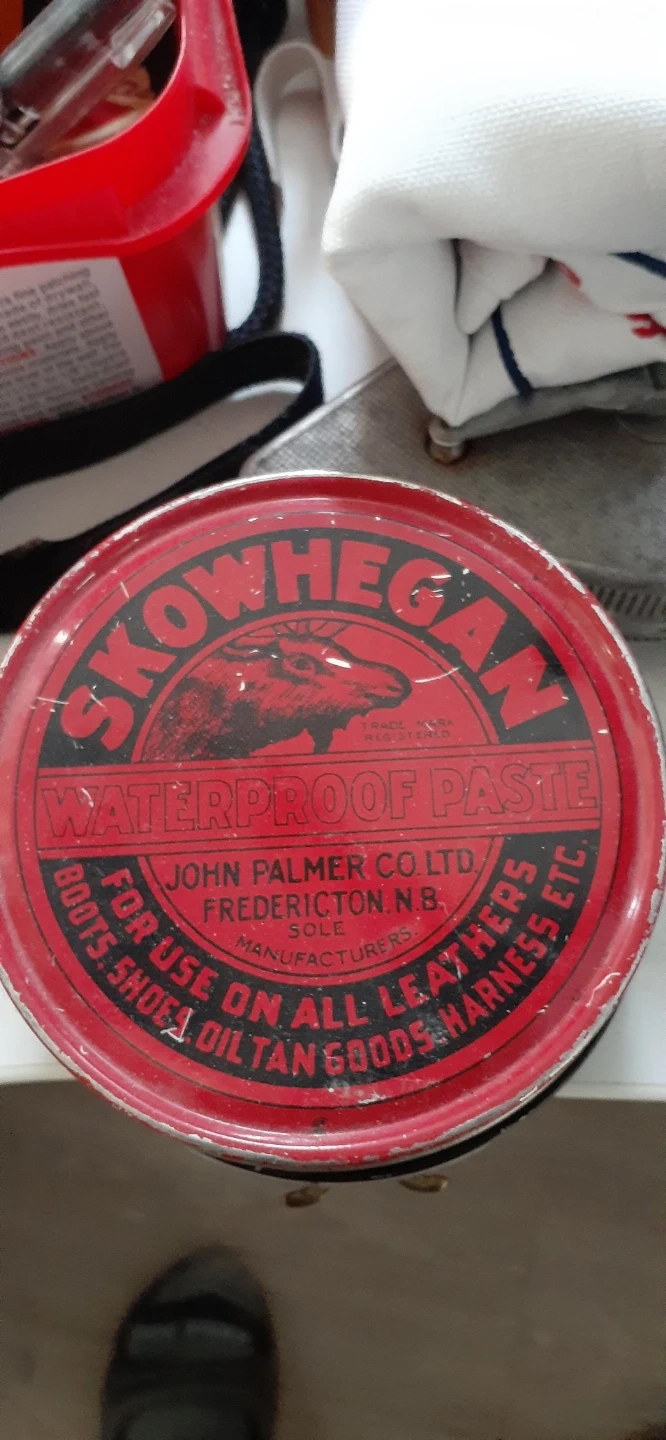 SKOWHEGAN
TRADE MARK
REGISTERED
WATERPROOF PASTE
JOHN PALMER CO. LTD.
FREDERICTON. N.B.
SOLE
MANUFACTURERS.
FOR USE ON ALL LEATHERS
BOOTS. SHOES. OIL TAN GOODS. HARNESS ETC.